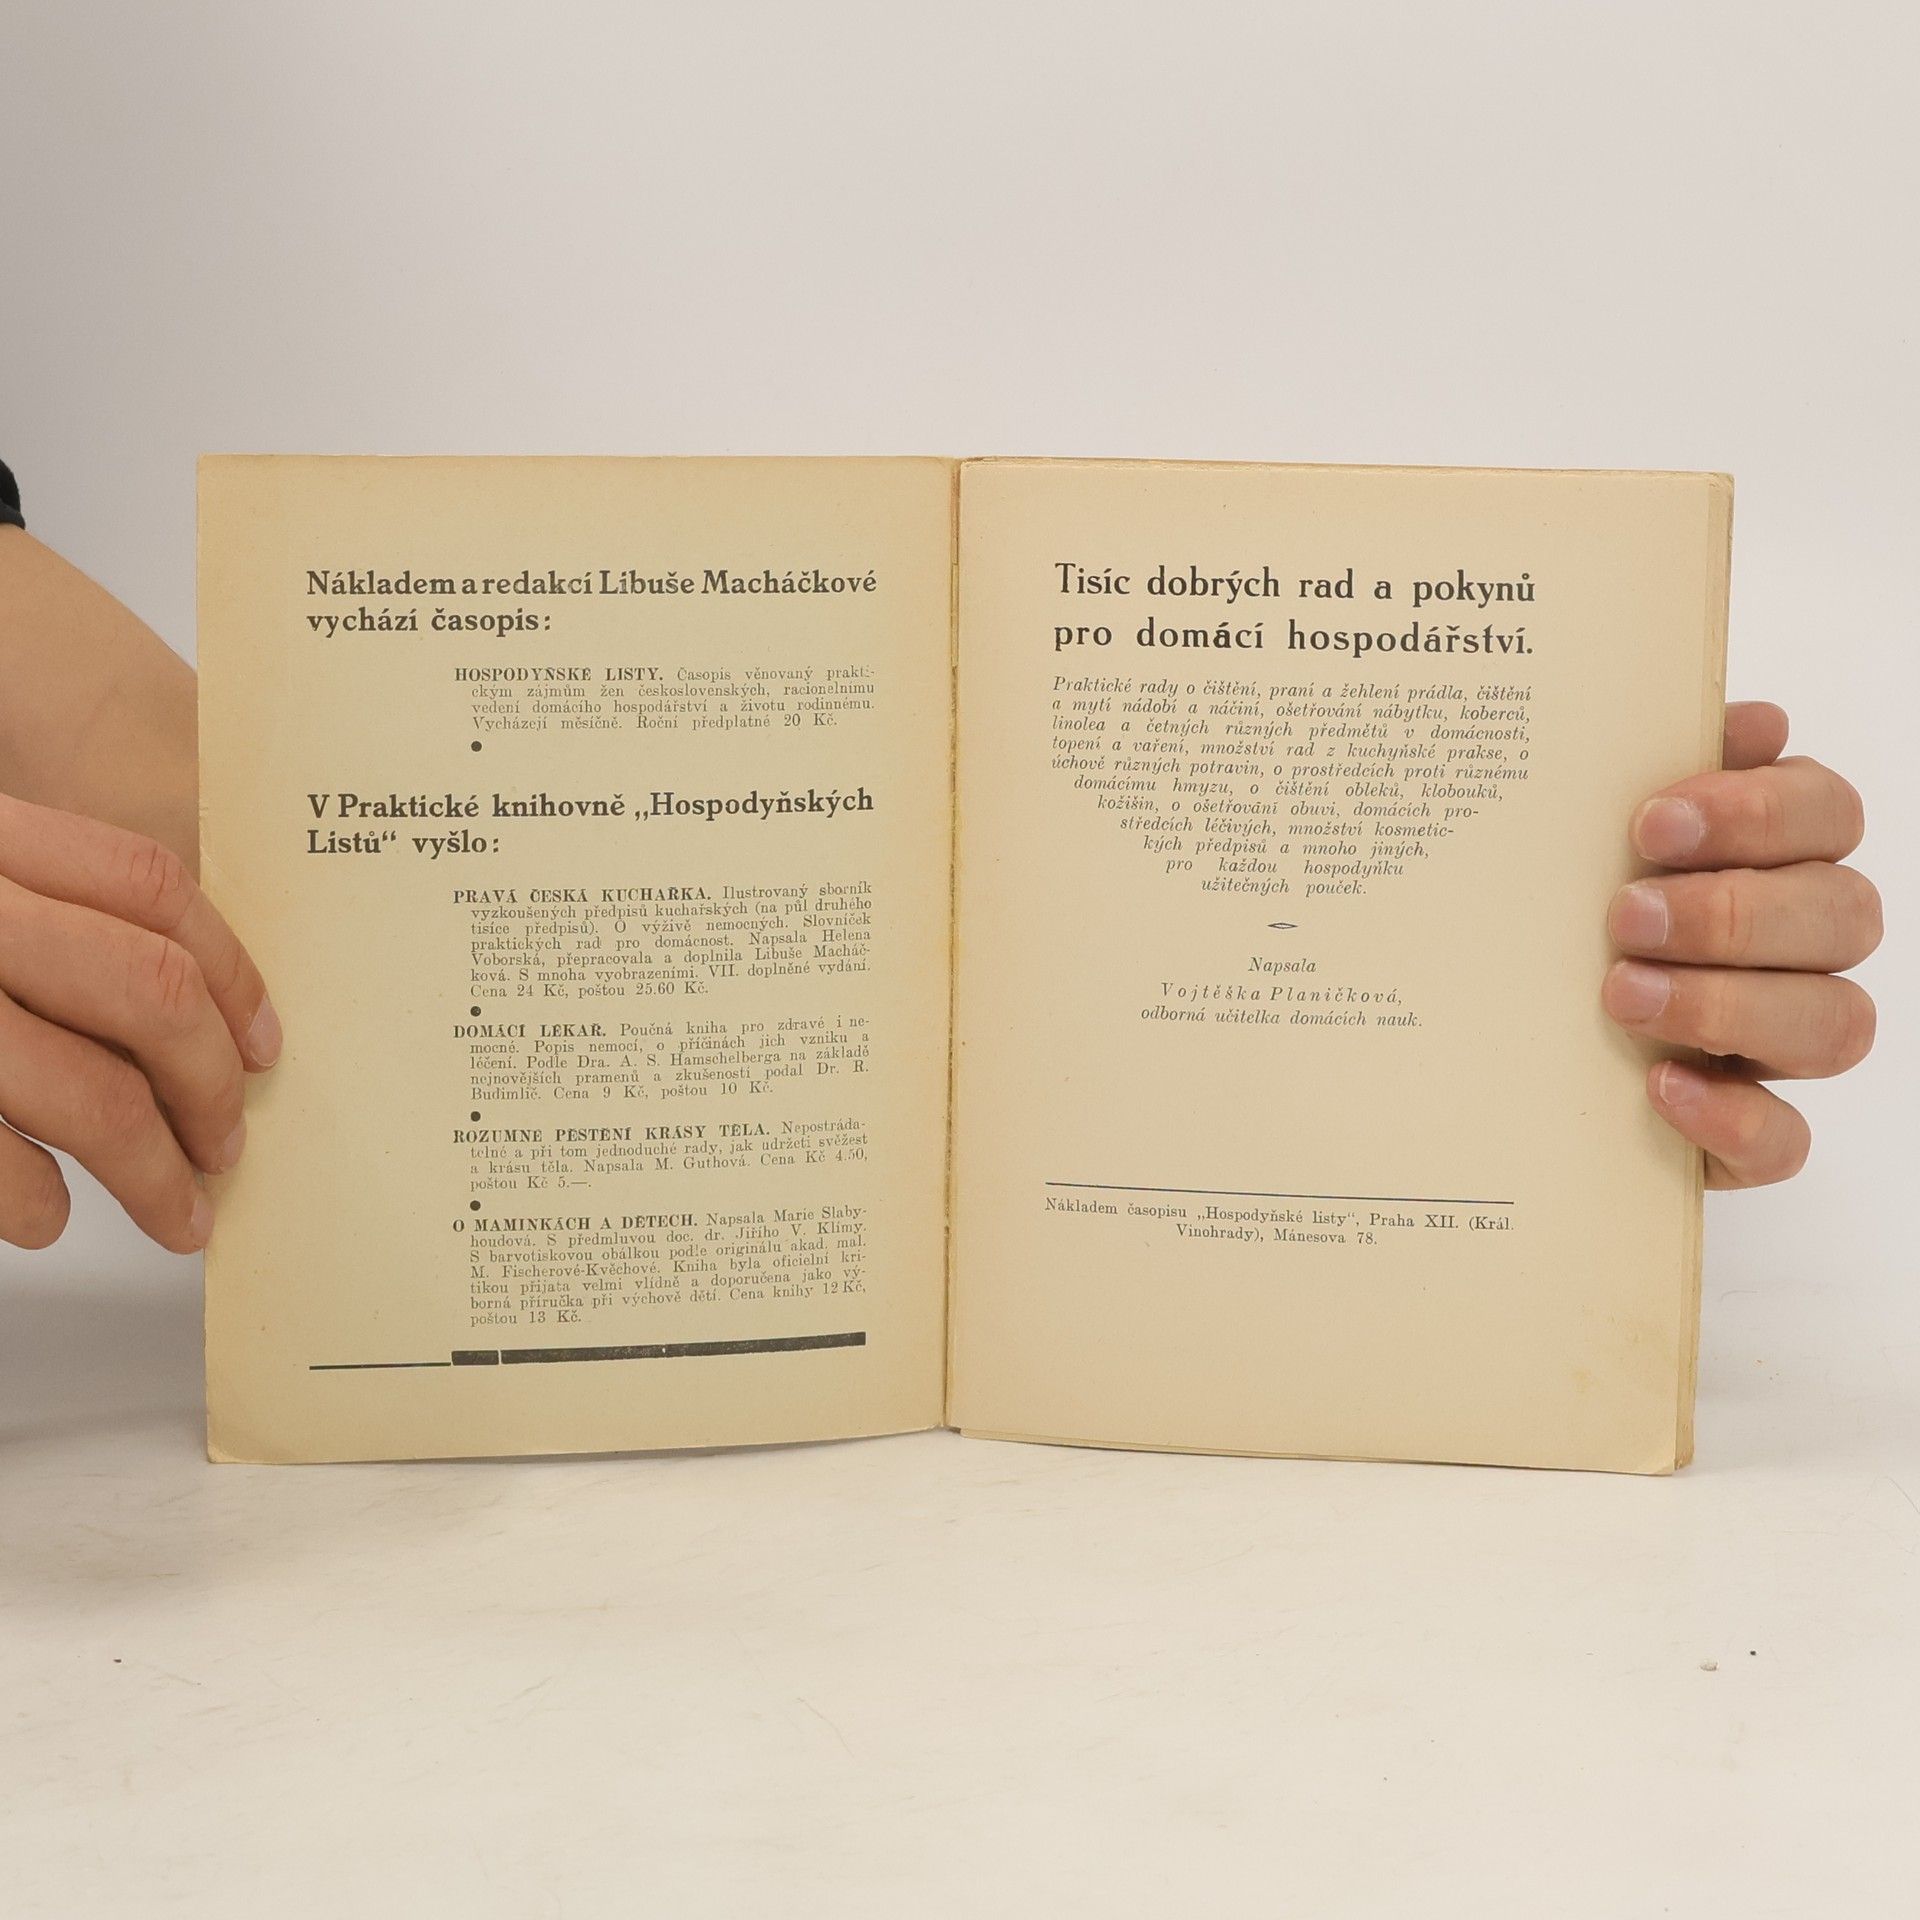 Nákladem a redakcí Libuše Macháčkové
vychází časopis:
HOSPODYŇSKÉ LISTY. Časopis věnovaný prakti-
ckým zájmům žen československých, racionelnímu
vedení domácího hospodářství a životu rodinnému.
Vycházejí měsíčně. Roční předplatné 20 Kč.
V Praktické knihovně „Hospodyňských
Listů“ vyšlo:
PRAVÁ ČESKÁ KUCHAŘKA. Ilustrovaný sborník
vyzkoušených předpisů kuchařských (na půl druhého
tisíce předpisů). O výživě nemocných. Slovníček
praktických rad pro domácnost. Napsala Helena
Voborská, přepracovala a doplnila Libuše Macháč-
ková. S mnoha vyobrazeními. VII. doplněné vydání.
Cena 24 Kč, poštou 25.60 Kč.
DOMÁCÍ LÉKAŘ. Poučná kniha pro zdravé i ne-
mocné. Popis nemocí, o příčinách jich vzniku a
léčení. Podle Dra. A. S. Hamschelberga na základě
nejnovějších pramenů a zkušeností podal Dr. R.
Budimlič. Cena 9 Kč, poštou 10 Kč.
ROZUMNÉ PĚSTĚNÍ KRÁSY TĚLA. Nepostráda-
telné a při tom jednoduché rady, jak udržeti svěžest
a krásu těla. Napsala M. Guthová. Cena Kč 4.50,
poštou Kč 5.—.
O MAMINKÁCH A DĚTECH. Napsala Marie Slaby-
houdová. S předmluvou doc. dr. Jiřího V. Klímy.
S barvotiskovou obálkou podle originálu akad. mal.
M. Fischerové-Kvěchové. Kniha byla oficielní kri-
tikou přijata velmi vlídně a doporučena jako vý-
borná příručka při výchově dětí. Cena knihy 12 Kč,
poštou 13 Kč.
Tisíc dobrých rad a pokynů
pro domácí hospodářství.
Praktické rady o čištění, praní a žehlení prádla, čištění
a mytí nádobí a náčiní, ošetřování nábytku, koberců,
linolea a četných různých předmětů v domácnosti,
topení a vaření, množství rad z kuchyňské prakse, o
úchově různých potravin, o prostředcích proti různému
domácímu hmyzu, o čištění obleků, klobouků,
kožišin, o ošetřování obuvi, domácích pro-
středcích léčivých, množství kosmetic-
kých předpisů a mnoho jiných,
pro každou hospodyňku
užitečných pouček.
Napsala
Vojtěška Planičková,
odborná učitelka domácích nauk.
Nákladem časopisu „Hospodyňské listy“, Praha XII. (Král.
Vinohrady), Mánesova 78.